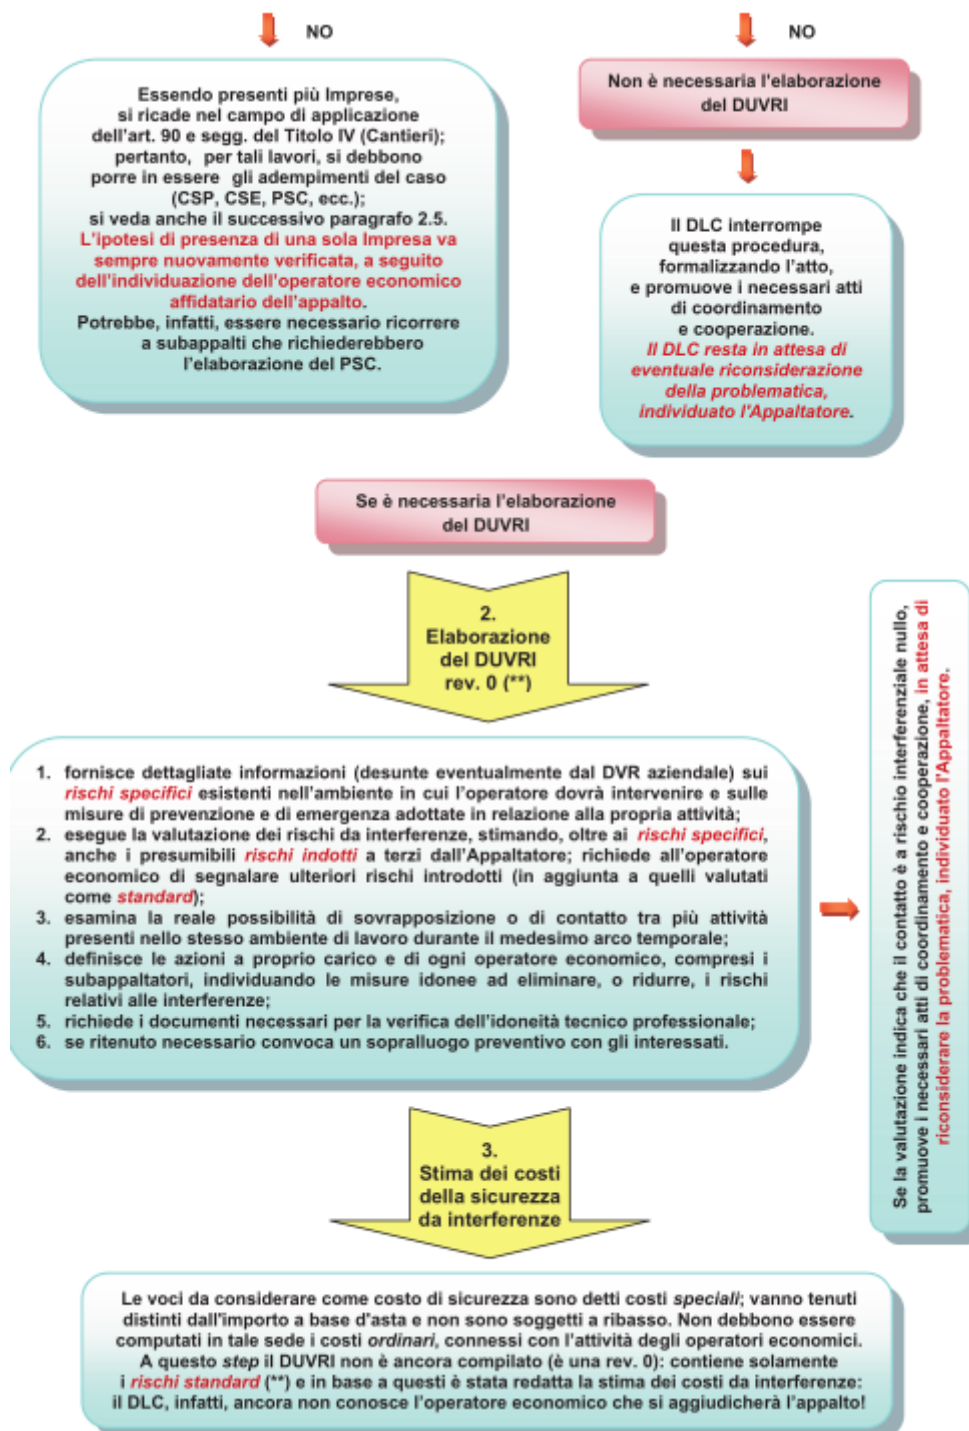 NO
Essendo presenti più Imprese,
si ricade nel campo di applicazione
dell'art. 90 e segg. del Titolo IV (Cantieri);
pertanto, per tali lavori, si debbono
porre in essere gli adempimenti del caso
(CSP, CSE, PSC, ecc.);
si veda anche il successivo paragrafo 2.5.
L'ipotesi di presenza di una sola Impresa va
sempre nuovamente verificata, a seguito
dell'individuazione dell'operatore economico
affidatario dell'appalto.
Potrebbe, infatti, essere necessario ricorrere
a subappalti che richiederebbero
l'elaborazione del PSC.
NO
Non è necessaria l'elaborazione
del DUVRI
Il DLC interrompe
questa procedura,
formalizzando l'atto,
e promuove i necessari atti
di coordinamento
e cooperazione.
Il DLC resta in attesa di
eventuale riconsiderazione
della problematica,
individuato l'Appaltatore.
Se è necessaria l'elaborazione
del DUVRI
2.
Elaborazione
del DUVRI
rev. 0 (**)
1. fornisce dettagliate informazioni (desunte eventualmente dal DVR aziendale) sui
rischi specifici esistenti nell'ambiente in cui l'operatore dovrà intervenire e sulle
misure di prevenzione e di emergenza adottate in relazione alla propria attività;
2. esegue la valutazione dei rischi da interferenze, stimando, oltre ai rischi specifici,
anche i presumibili rischi indotti a terzi dall'Appaltatore; richiede all'operatore
economico di segnalare ulteriori rischi introdotti (in aggiunta a quelli valutati
come standard);
3. esamina la reale possibilità di sovrapposizione o di contatto tra più attività
presenti nello stesso ambiente di lavoro durante il medesimo arco temporale;
4. definisce le azioni a proprio carico e di ogni operatore economico, compresi i
subappaltatori, individuando le misure idonee ad eliminare, o ridurre, i rischi
relativi alle interferenze;
5. richiede i documenti necessari per la verifica dell'idoneità tecnico professionale;
6. se ritenuto necessario convoca un sopralluogo preventivo con gli interessati.
Se la valutazione indica che il contatto è a rischio interferenziale nullo,
promuove i necessari atti di coordinamento e cooperazione, in attesa di
riconsiderare la problematica, individuato l'Appaltatore.
3.
Stima dei costi
della sicurezza
da interferenze
Le voci da considerare come costo di sicurezza sono detti costi speciali; vanno tenuti
distinti dall'importo a base d'asta e non sono soggetti a ribasso. Non debbono essere
computati in tale sede i costi ordinari, connessi con l'attività degli operatori economici.
A questo step il DUVRI non è ancora compilato (è una rev. 0): contiene solamente
i rischi standard (**) e in base a questi è stata redatta la stima dei costi da interferenze:
il DLC, infatti, ancora non conosce l'operatore economico che si aggiudicherà l'appalto!